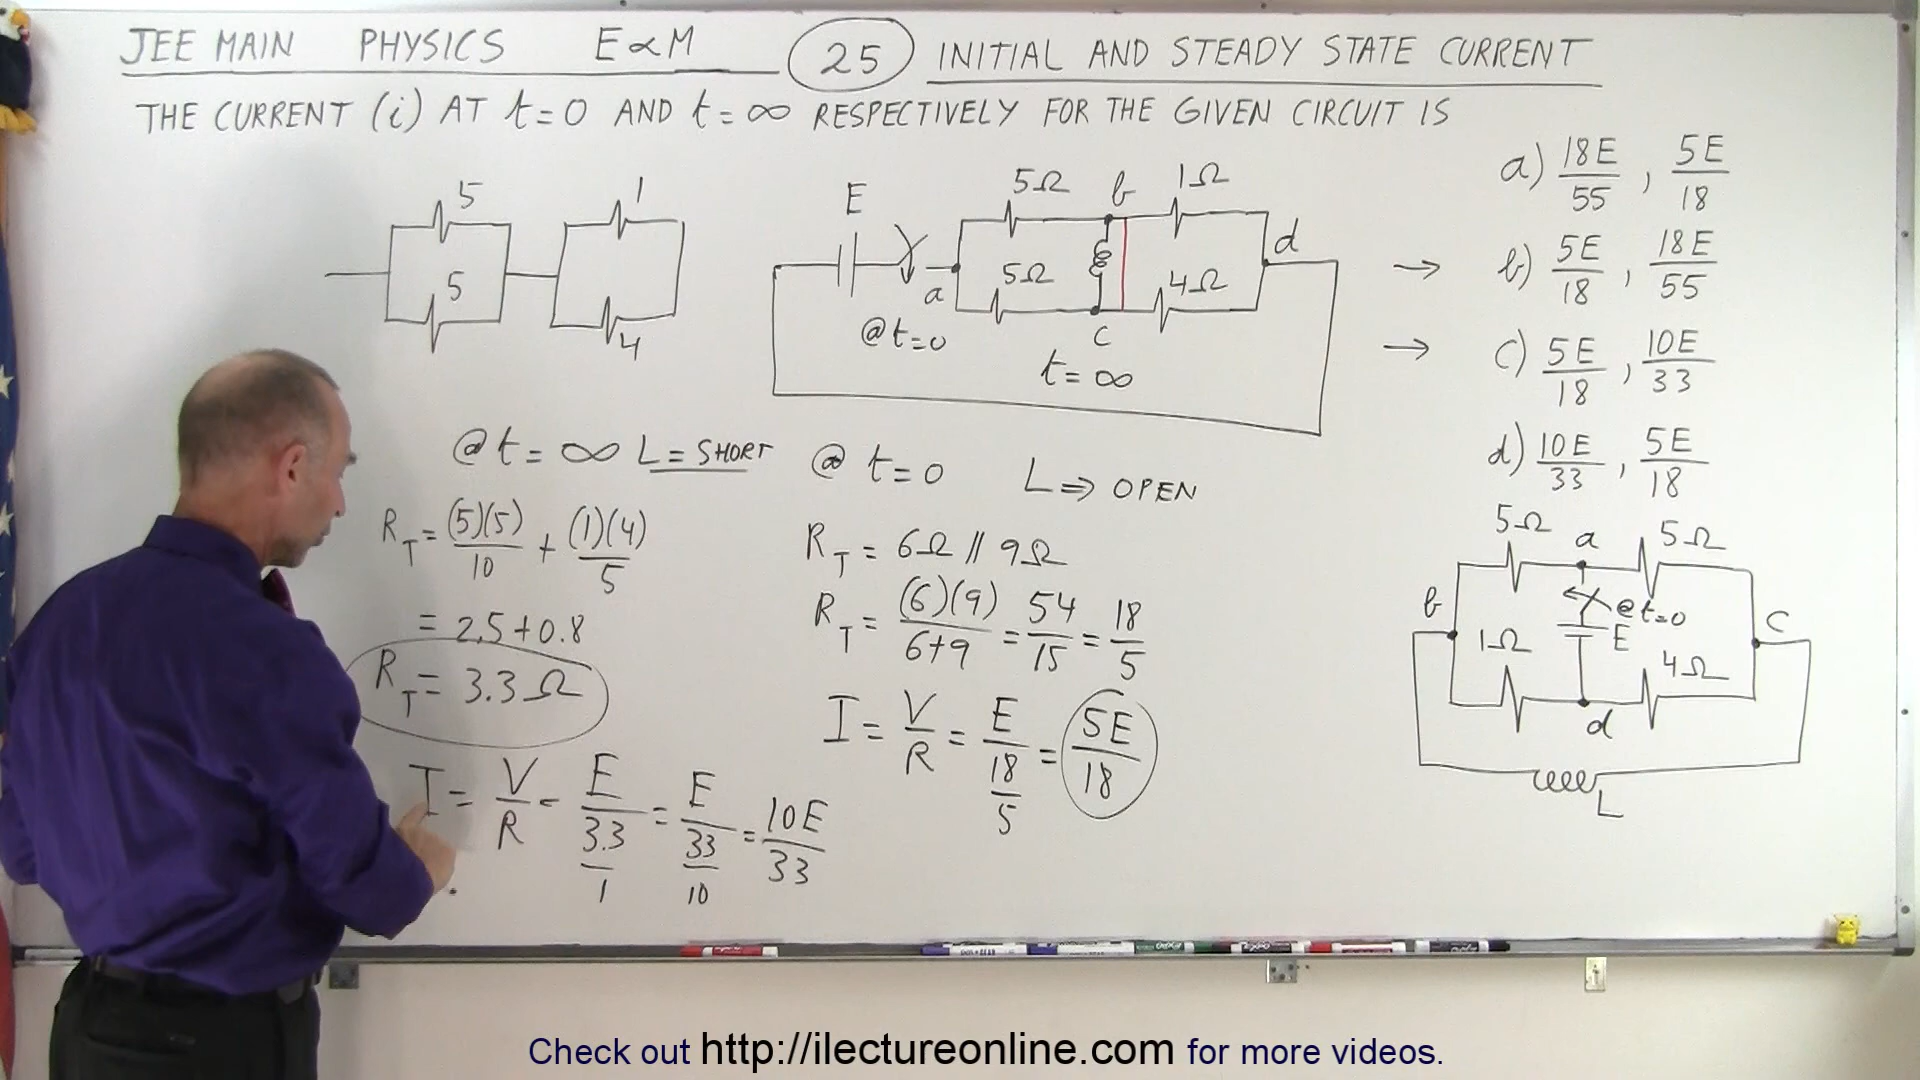 JEE MAIN PHYSICS E∝M 25 INITIAL AND STEADY STATE CURRENT
THE CURRENT (i) AT t=0 AND t=∞ RESPECTIVELY FOR THE GIVEN CIRCUIT IS
5 1
5 4
E 5Ω b 1Ω
a 5Ω 4Ω d
@t=0 c
t=∞
a) 18E/55 , 5E/18
→ b) 5E/18 , 18E/55
→ c) 5E/18 , 10E/33
d) 10E/33 , 5E/18
@ t = ∞ L = SHORT
R_T = (5)(5)/10 + (1)(4)/5
= 2.5+0.8
R_T = 3.3Ω
I = V/R = E/(3.3/1) = E/(33/10) = 10E/33
@ t=0 L ⇒ OPEN
R_T = 6Ω // 9Ω
R_T = (6)(9)/6+9 = 54/15 = 18/5
I = V/R = E/(18/5) = 5E/18
5Ω a 5Ω
b @t=0 c
1Ω E 4Ω
d
L
Check out http://ilectureonline.com for more videos.